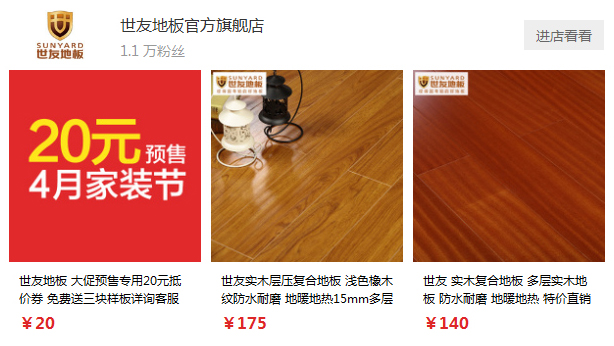 SUNYARD
世友地板
世友地板官方旗舰店
1.1 万粉丝
进店看看
20元 预售
4月家装节
SUNYARD
世友地板
SUNYARD
世友地板
世友地板 大促预售专用20元抵
价券 免费送三块样板详询客服
¥20
世友实木层压复合地板 浅色橡木
纹防水耐磨 地暖地热15mm多层
¥175
世友 实木复合地板 多层实木地
板 防水耐磨 地暖地热 特价直销
¥140